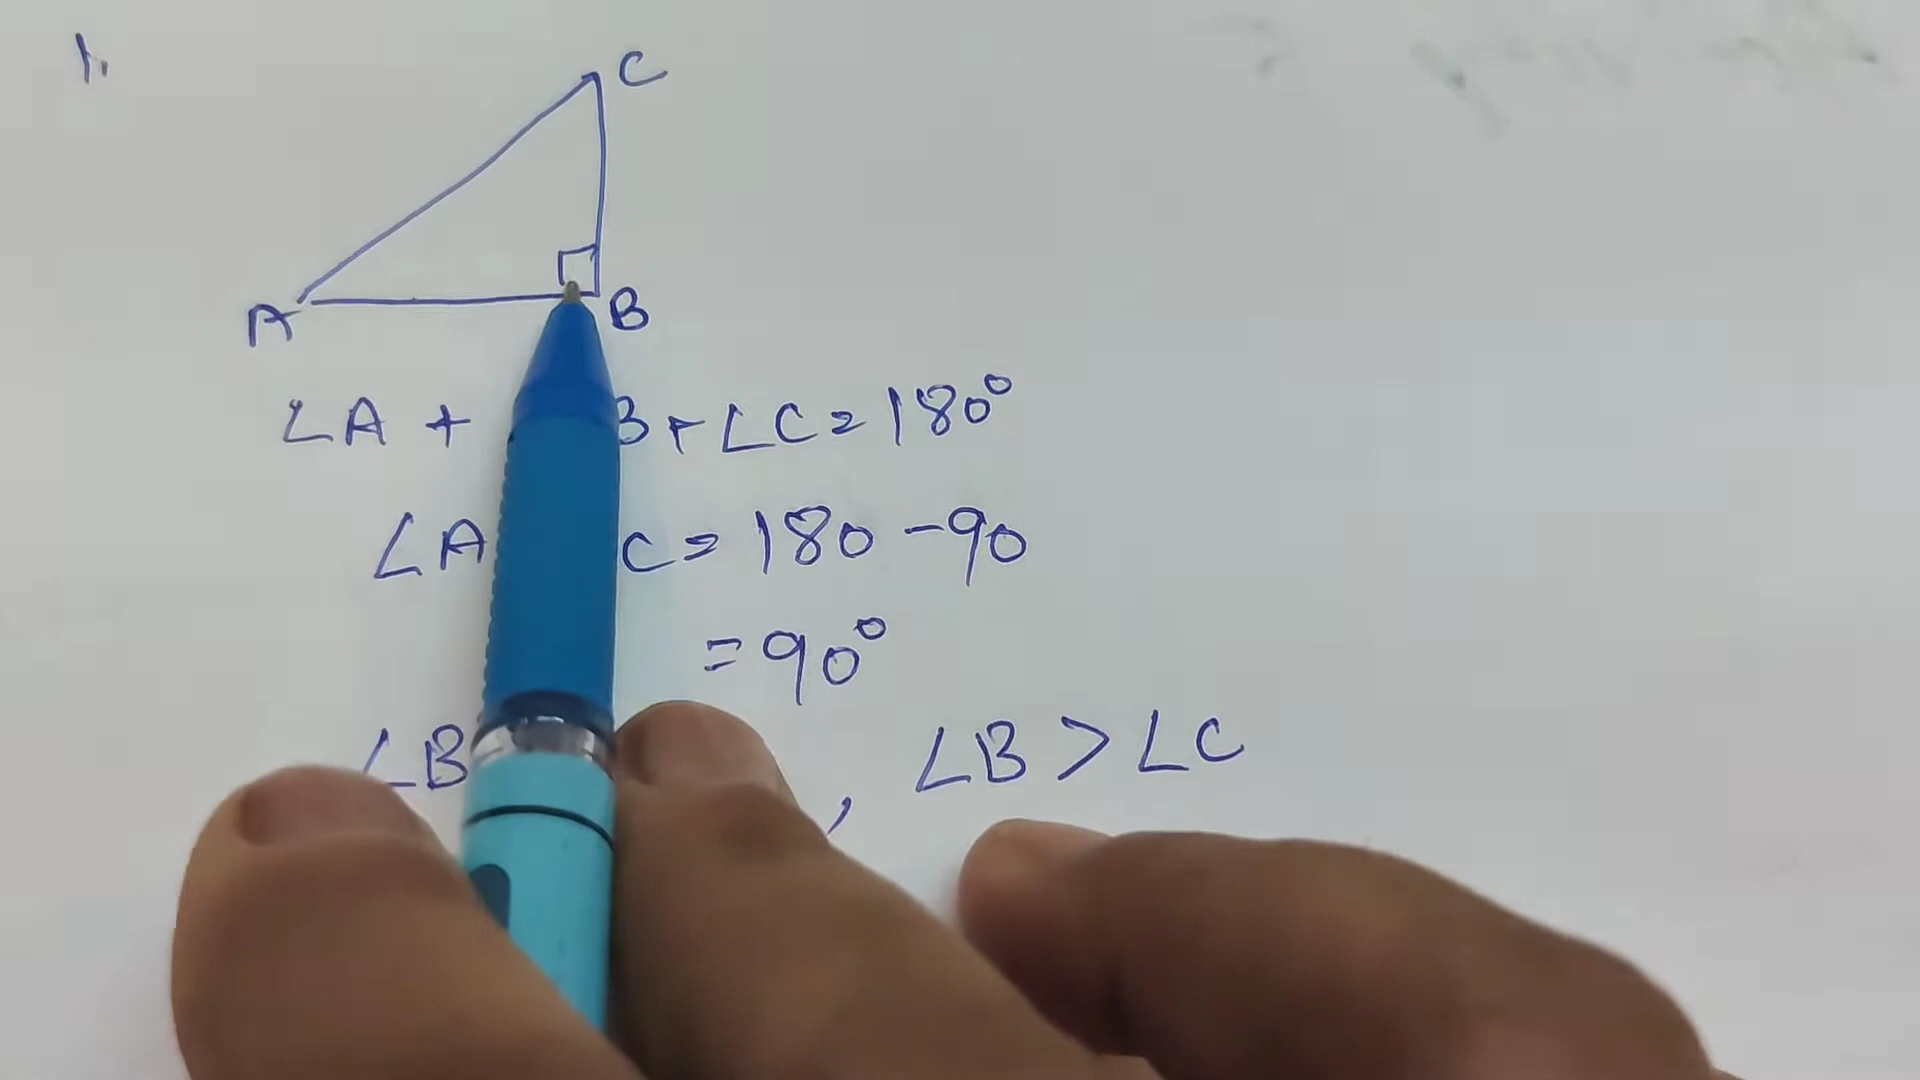 1.
C
A B
∠A + B + ∠C = 180°
∠A C = 180 - 90
= 90°
∠B , ∠B > ∠C